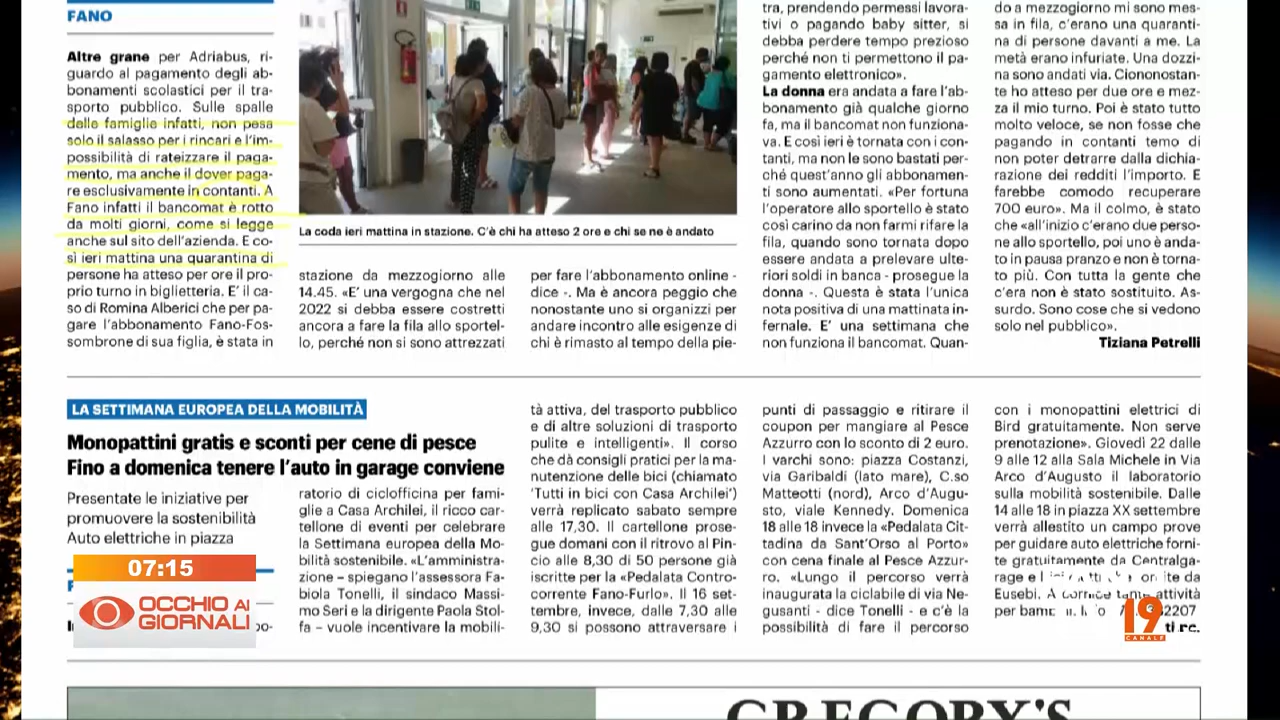 FANO
Altre grane per Adriabus, ri-
guardo al pagamento degli ab-
bonamenti scolastici per il tra-
sporto pubblico. Sulle spalle
delle famiglie infatti, non pesa
solo il salasso per i rincari e l'im-
possibilità di rateizzare il paga-
mento, ma anche il dover paga-
re esclusivamente in contanti. A
Fano infatti il bancomat è rotto
da molti giorni, come si legge
anche sul sito dell'azienda. E co-
sì ieri mattina una quarantina di
persone ha atteso per ore il pro-
prio turno in biglietteria. E' il ca-
so di Romina Alberici che per pa-
gare l'abbonamento Fano-Fos-
sombrone di sua figlia, è stata in
La coda ieri mattina in stazione. C'è chi ha atteso 2 ore e chi se ne è andato
stazione da mezzogiorno alle
14.45. «E' una vergogna che nel
2022 si debba essere costretti
ancora a fare la fila allo sportel-
lo, perché non si sono attrezzati
per fare l'abbonamento online -
dice -. Ma è ancora peggio che
nonostante uno si organizzi per
andare incontro alle esigenze di
chi è rimasto al tempo della pie-
tra, prendendo permessi lavora-
tivi o pagando baby sitter, si
debba perdere tempo prezioso
perché non ti permettono il pa-
gamento elettronico».
La donna era andata a fare l'ab-
bonamento già qualche giorno
fa, ma il bancomat non funziona-
va. E così ieri è tornata con i con-
tanti, ma non le sono bastati per-
ché quest'anno gli abbonamen-
ti sono aumentati. «Per fortuna
l'operatore allo sportello è stato
così carino da non farmi rifare la
fila, quando sono tornata dopo
essere andata a prelevare ulte-
riori soldi in banca - prosegue la
donna -. Questa è stata l'unica
nota positiva di una mattinata in-
fernale. E' una settimana che
non funziona il bancomat. Quan-
do a mezzogiorno mi sono mes-
sa in fila, c'erano una quaranti-
na di persone davanti a me. La
metà erano infuriate. Una dozzi-
na sono andati via. Ciononostan-
te ho atteso per due ore e mez-
za il mio turno. Poi è stato tutto
molto veloce, se non fosse che
pagando in contanti temo di
non poter detrarre dalla dichia-
razione dei redditi l'importo. E
farebbe comodo recuperare
700 euro». Ma il colmo, è stato
che «all'inizio c'erano due perso-
ne allo sportello, poi uno è anda-
to in pausa pranzo e non è torna-
to più. Con tutta la gente che
c'era non è stato sostituito. As-
surdo. Sono cose che si vedono
solo nel pubblico».
Tiziana Petrelli
LA SETTIMANA EUROPEA DELLA MOBILITÀ
Monopattini gratis e sconti per cene di pesce
Fino a domenica tenere l'auto in garage conviene
Presentate le iniziative per
promuovere la sostenibilità
Auto elettriche in piazza
ratorio di ciclofficina per fami-
glie a Casa Archilei, il ricco car-
tellone di eventi per celebrare
la Settimana europea della Mo-
bilità sostenibile. «L'amministra-
zione – spiegano l'assessora Fa-
biola Tonelli, il sindaco Massi-
mo Seri e la dirigente Paola Stol-
fa – vuole incentivare la mobili-
tà attiva, del trasporto pubblico
e di altre soluzioni di trasporto
pulite e intelligenti». Il corso
che dà consigli pratici per la ma-
nutenzione delle bici (chiamato
'Tutti in bici con Casa Archilei')
verrà replicato sabato sempre
alle 17,30. Il cartellone prose-
gue domani con il ritrovo al Pin-
cio alle 8,30 di 50 persone già
iscritte per la «Pedalata Contro-
corrente Fano-Furlo». Il 16 set-
tembre, invece, dalle 7,30 alle
9,30 si possono attraversare i
punti di passaggio e ritirare il
coupon per mangiare al Pesce
Azzurro con lo sconto di 2 euro.
I varchi sono: piazza Costanzi,
via Garibaldi (lato mare), C.so
Matteotti (nord), Arco d'Augu-
sto, viale Kennedy. Domenica
18 alle 18 invece la «Pedalata Cit-
tadina da Sant'Orso al Porto»
con cena finale al Pesce Azzur-
ro. «Lungo il percorso verrà
inaugurata la ciclabile di via Ne-
gusanti - dice Tonelli - e c'è la
possibilità di fare il percorso
con i monopattini elettrici di
Bird gratuitamente. Non serve
prenotazione». Giovedì 22 dalle
9 alle 12 alla Sala Michele in Via
Arco d'Augusto il laboratorio
sulla mobilità sostenibile. Dalle
14 alle 18 in piazza XX settembre
verrà allestito un campo prove
per guidare auto elettriche forni-
te gratuitamente da Centralga-
rage e da
Eusebi. A cornice tante attività
per
ti.pe.
07:15
OCCHIO AI
GIORNALI
19
CANALE
GREGORY'S